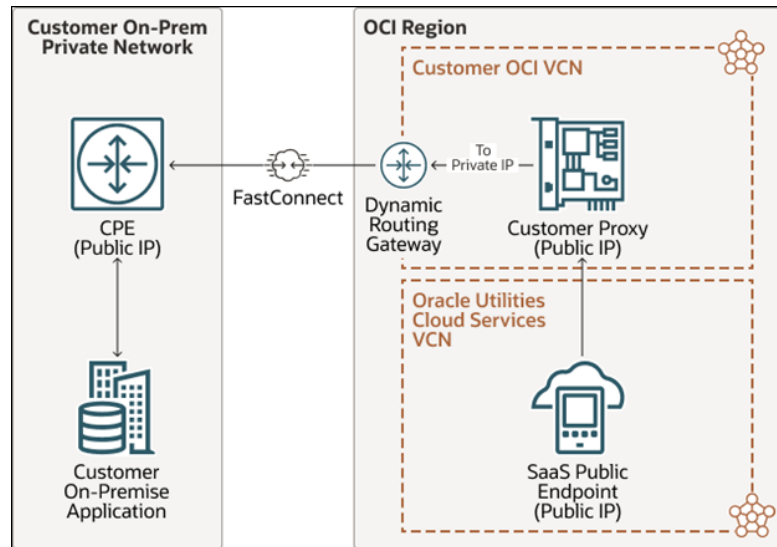 Customer On-Prem
Private Network
CPE
(Public IP)
Customer
On-Premise
Application
FastConnect
OCI Region
Customer OCI VCN
Dynamic
Routing
Gateway
To
Private IP
Customer Proxy
(Public IP)
Oracle Utilities
Cloud Services
VCN
SaaS Public
Endpoint
(Public IP)